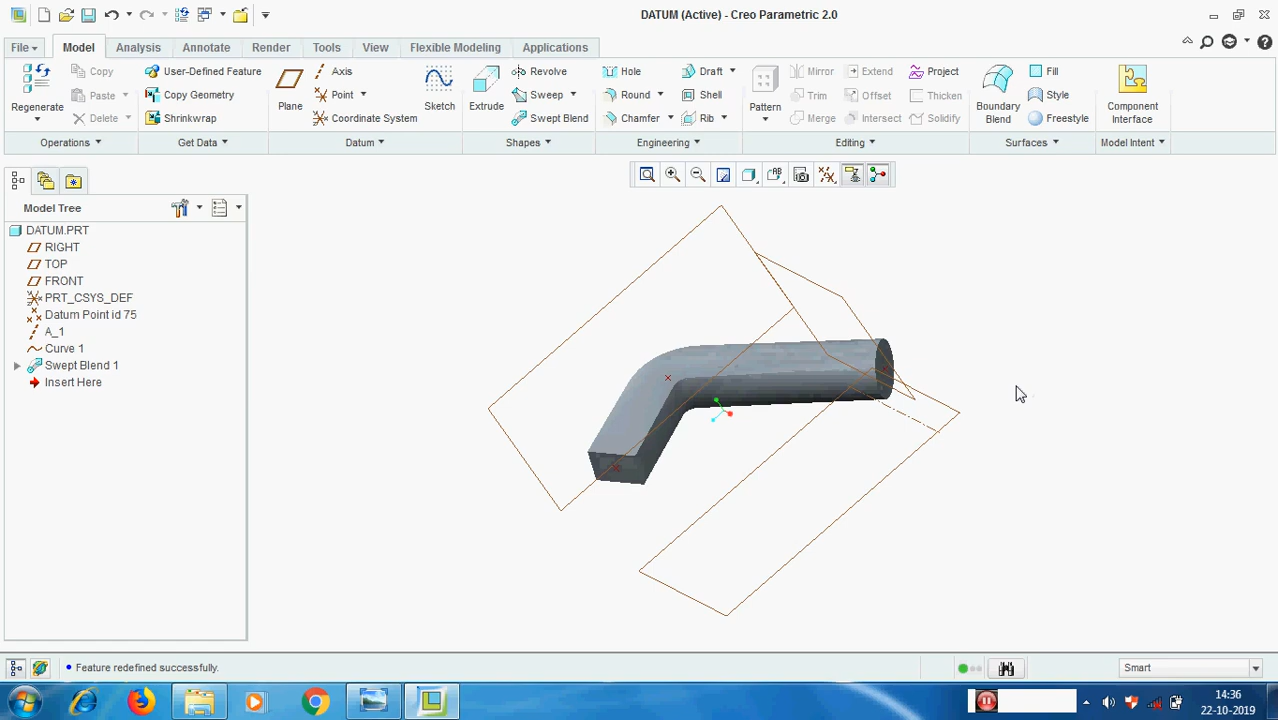 DATUM (Active) - Creo Parametric 2.0
File Model Analysis Annotate Render Tools View Flexible Modeling Applications
Regenerate
Copy
Paste
Delete
User-Defined Feature
Copy Geometry
Shrinkwrap
Plane
Axis
Point
Coordinate System
Sketch
Extrude
Revolve
Sweep
Swept Blend
Hole
Round
Chamfer
Draft
Shell
Rib
Pattern
Mirror
Trim
Merge
Extend
Offset
Intersect
Project
Thicken
Solidify
Boundary
Blend
Fill
Style
Freestyle
Component
Interface
Operations Get Data Datum Shapes Engineering Editing Surfaces Model Intent
Model Tree
DATUM.PRT
RIGHT
TOP
FRONT
PRT_CSYS_DEF
Datum Point id 75
A_1
Curve 1
Swept Blend 1
Insert Here
Feature redefined successfully.
Smart
14:36
22-10-2019